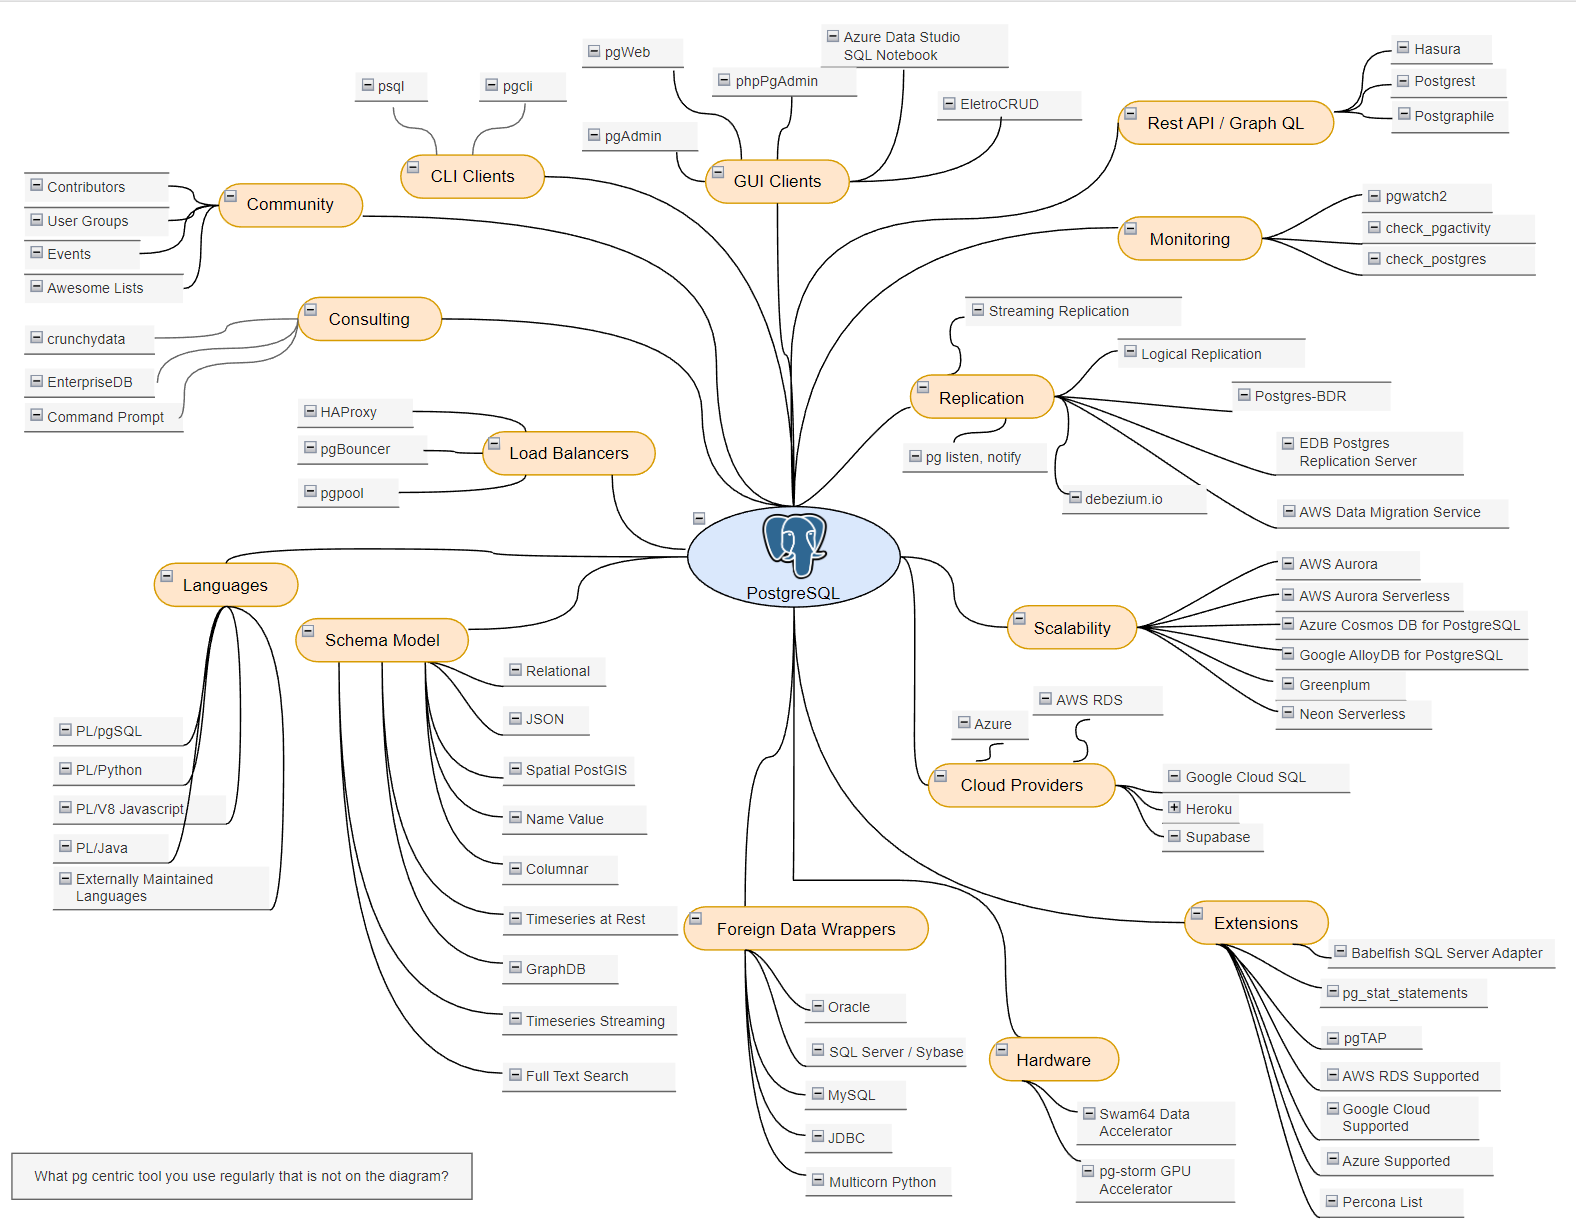 pgWeb
Azure Data Studio
SQL Notebook
Hasura
psql
pgcli
phpPgAdmin
Postgrest
EletroCRUD
Postgraphile
pgAdmin
Rest API / Graph QL
CLI Clients
GUI Clients
Contributors
Community
User Groups
Events
Awesome Lists
pgwatch2
Monitoring
check_pgactivity
check_postgres
Consulting
crunchydata
EnterpriseDB
Command Prompt
Streaming Replication
Logical Replication
Replication
Postgres-BDR
pg listen, notify
EDB Postgres
Replication Server
debezium.io
AWS Data Migration Service
HAProxy
pgBouncer
Load Balancers
pgpool
PostgreSQL
Languages
PL/pgSQL
PL/Python
PL/V8 Javascript
PL/Java
Externally Maintained
Languages
Schema Model
Relational
JSON
Spatial PostGIS
Name Value
Columnar
Timeseries at Rest
GraphDB
Timeseries Streaming
Full Text Search
Scalability
AWS Aurora
AWS Aurora Serverless
Azure Cosmos DB for PostgreSQL
Google AlloyDB for PostgreSQL
Greenplum
Neon Serverless
AWS RDS
Azure
Cloud Providers
Google Cloud SQL
Heroku
Supabase
Foreign Data Wrappers
Oracle
SQL Server / Sybase
MySQL
JDBC
Multicorn Python
Hardware
Swam64 Data
Accelerator
pg-storm GPU
Accelerator
Extensions
Babelfish SQL Server Adapter
pg_stat_statements
pgTAP
AWS RDS Supported
Google Cloud
Supported
Azure Supported
Percona List
What pg centric tool you use regularly that is not on the diagram?